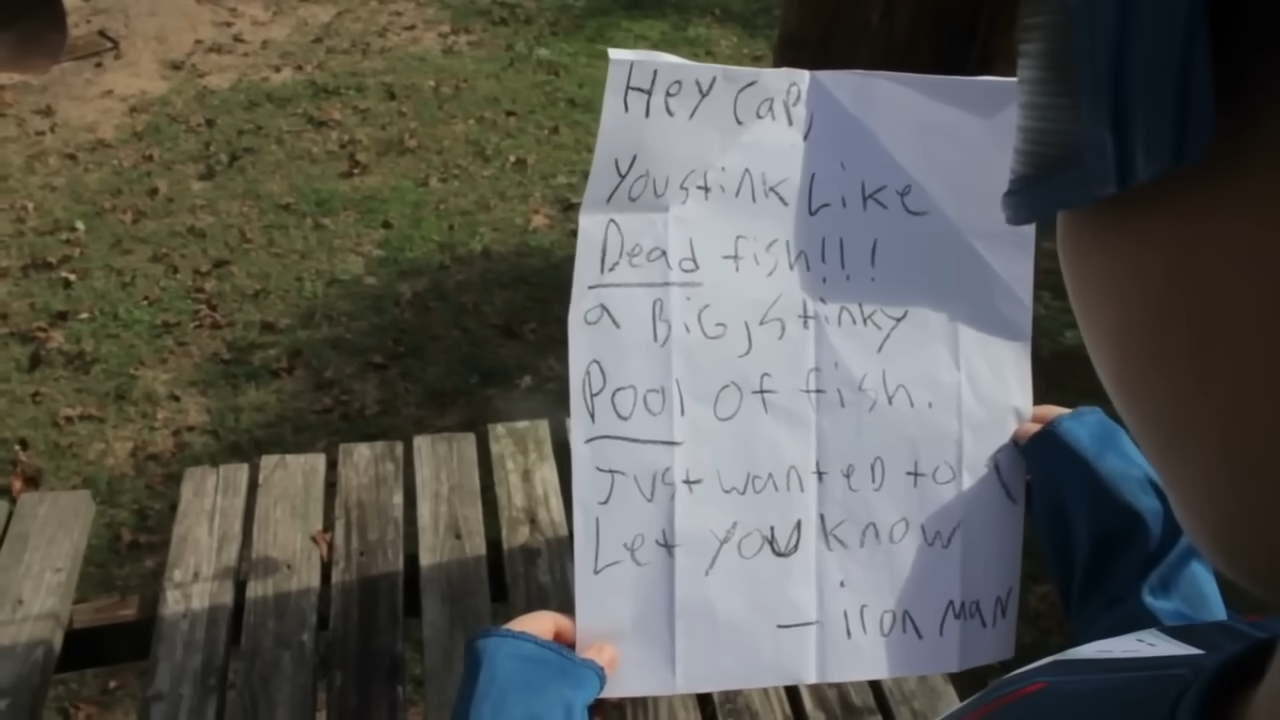 Hey Cap,
You stink Like
Dead fish!!!
a BiG, Stinky
Pool of fish.
Just wantED to
Let you know
— iron maN